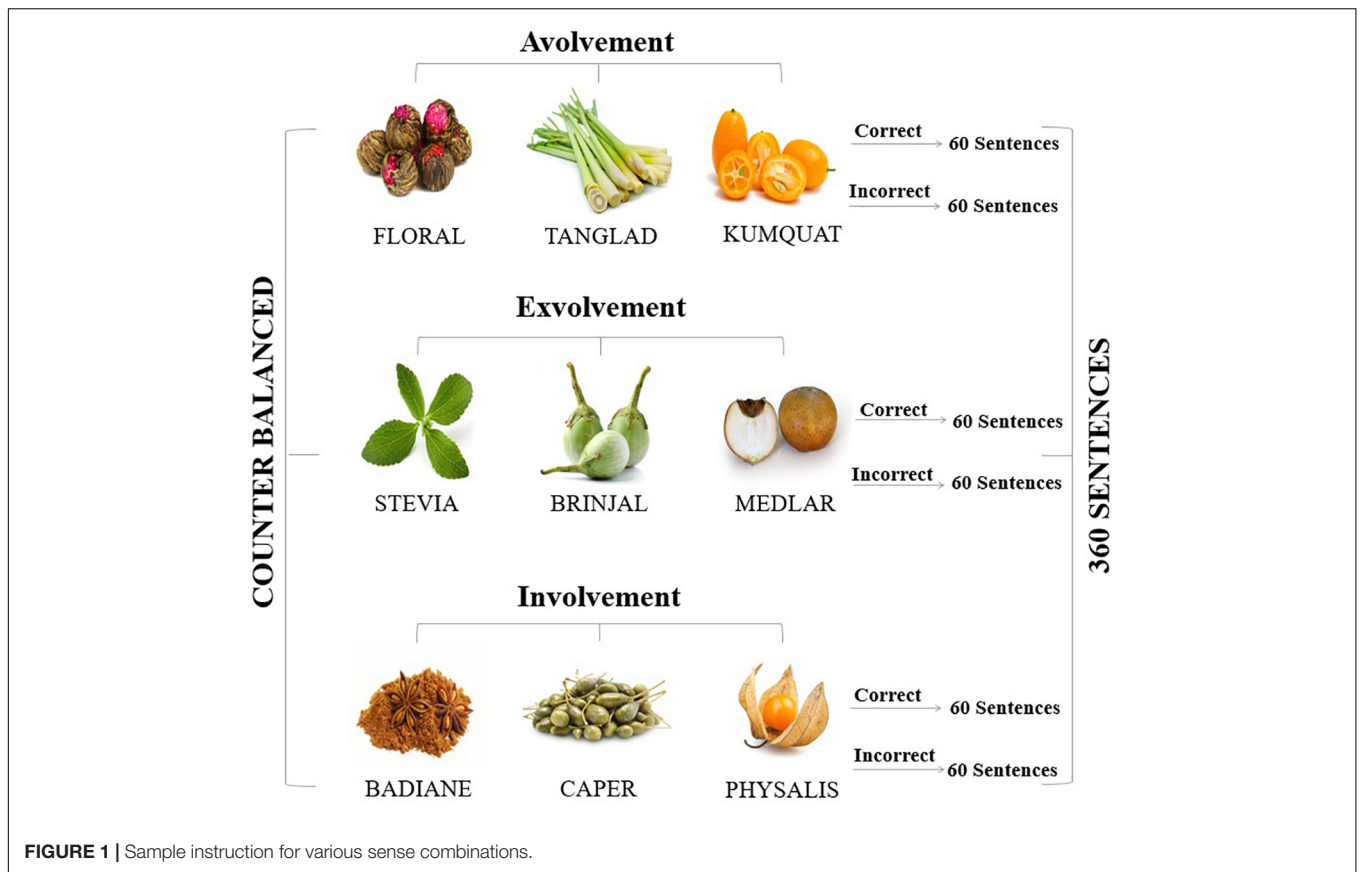 Avolvement
FLORAL TANGLAD KUMQUAT
Correct 60 Sentences
Incorrect 60 Sentences
Exvolvement
STEVIA BRINJAL MEDLAR
Correct 60 Sentences
Incorrect 60 Sentences
Involvement
BADIANE CAPER PHYSALIS
Correct 60 Sentences
Incorrect 60 Sentences
COUNTER BALANCED
360 SENTENCES
FIGURE 1 | Sample instruction for various sense combinations.